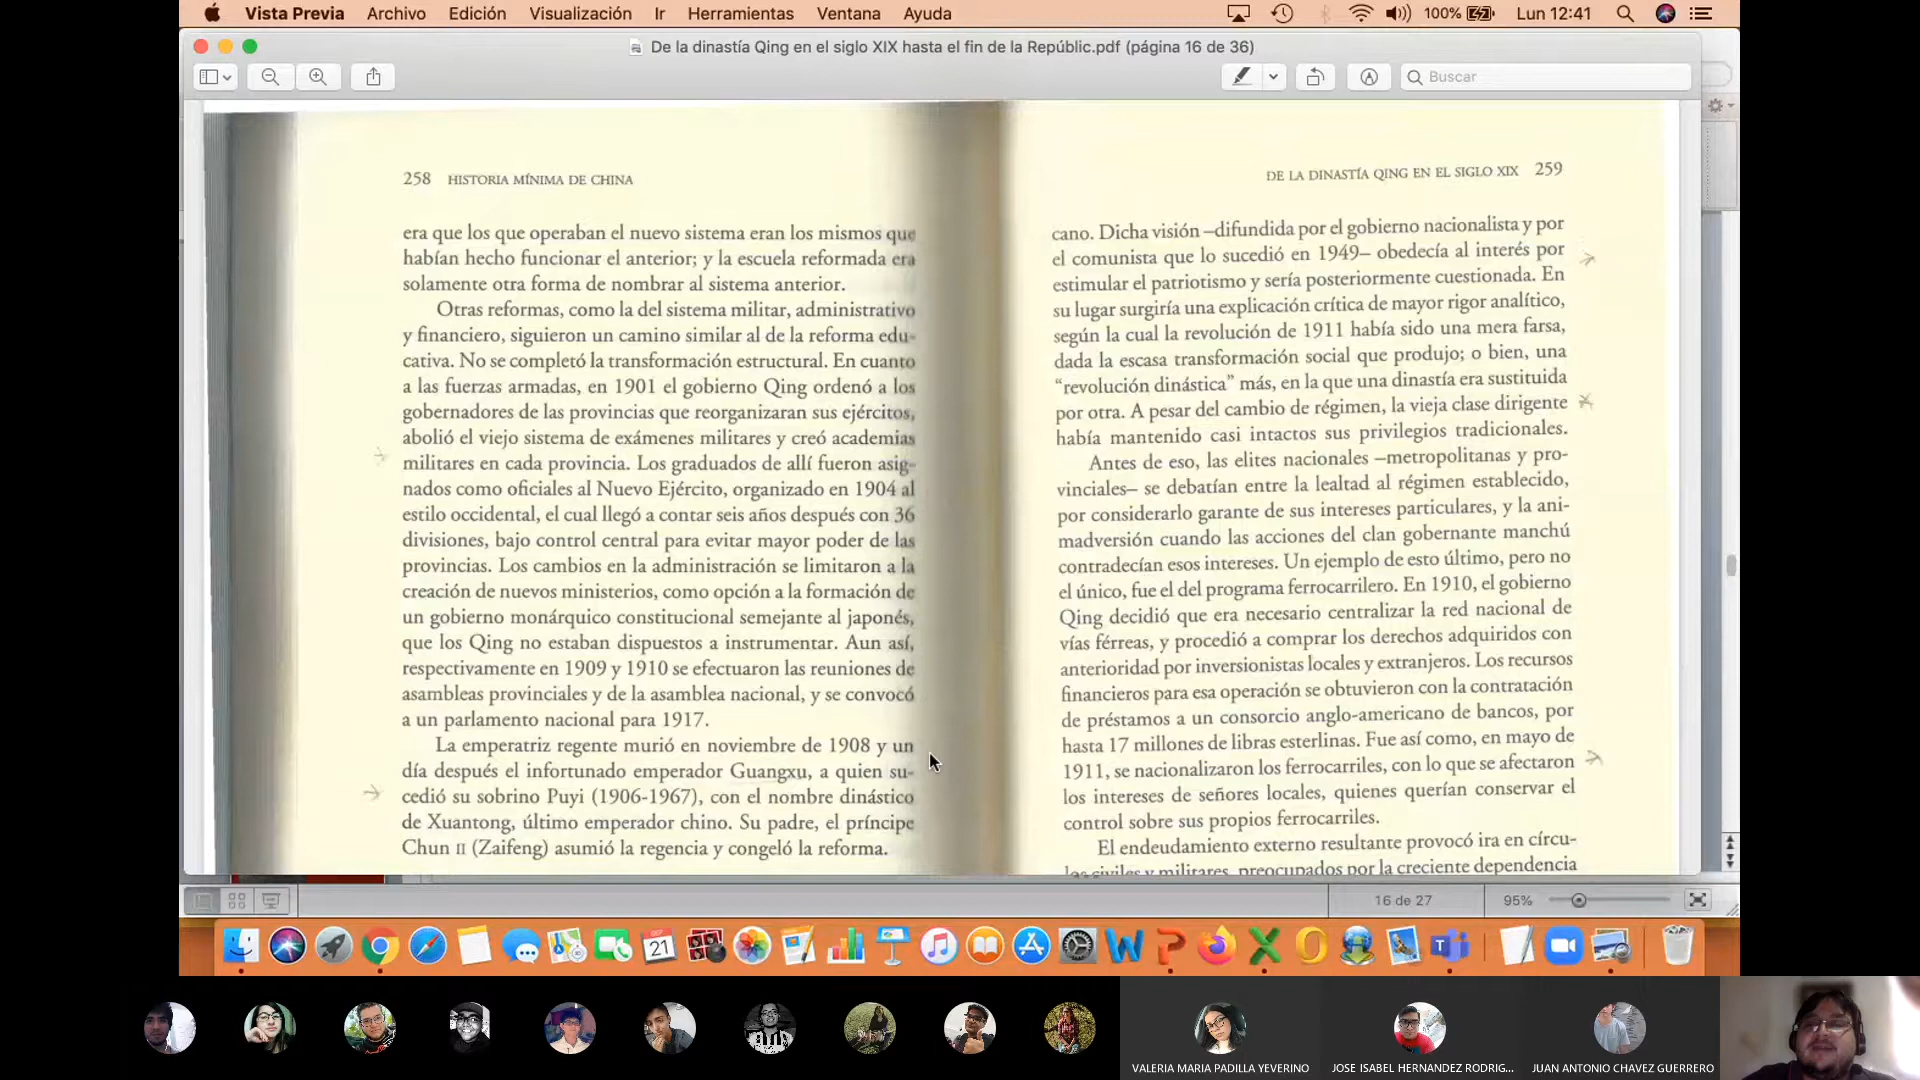 Vista Previa Archivo Edición Visualización Ir Herramientas Ventana Ayuda 100% Lun 12:41
De la dinastía Qing en el siglo XIX hasta el fin de la Repúblic.pdf (página 16 de 36)
Buscar
258 HISTORIA MÍNIMA DE CHINA
era que los que operaban el nuevo sistema eran los mismos que
habían hecho funcionar el anterior; y la escuela reformada era
solamente otra forma de nombrar al sistema anterior.
Otras reformas, como la del sistema militar, administrativo
y financiero, siguieron un camino similar al de la reforma edu-
cativa. No se completó la transformación estructural. En cuanto
a las fuerzas armadas, en 1901 el gobierno Qing ordenó a los
gobernadores de las provincias que reorganizaran sus ejércitos,
abolió el viejo sistema de exámenes militares y creó academias
militares en cada provincia. Los graduados de allí fueron asig-
nados como oficiales al Nuevo Ejército, organizado en 1904 al
estilo occidental, el cual llegó a contar seis años después con 36
divisiones, bajo control central para evitar mayor poder de las
provincias. Los cambios en la administración se limitaron a la
creación de nuevos ministerios, como opción a la formación de
un gobierno monárquico constitucional semejante al japonés,
que los Qing no estaban dispuestos a instrumentar. Aun así,
respectivamente en 1909 y 1910 se efectuaron las reuniones de
asambleas provinciales y de la asamblea nacional, y se convocó
a un parlamento nacional para 1917.
La emperatriz regente murió en noviembre de 1908 y un
día después el infortunado emperador Guangxu, a quien su-
cedió su sobrino Puyi (1906-1967), con el nombre dinástico
de Xuantong, último emperador chino. Su padre, el príncipe
Chun II (Zaifeng) asumió la regencia y congeló la reforma.
DE LA DINASTÍA QING EN EL SIGLO XIX 259
cano. Dicha visión –difundida por el gobierno nacionalista y por
el comunista que lo sucedió en 1949– obedecía al interés por
estimular el patriotismo y sería posteriormente cuestionada. En
su lugar surgiría una explicación crítica de mayor rigor analítico,
según la cual la revolución de 1911 había sido una mera farsa,
dada la escasa transformación social que produjo; o bien, una
“revolución dinástica” más, en la que una dinastía era sustituida
por otra. A pesar del cambio de régimen, la vieja clase dirigente
había mantenido casi intactos sus privilegios tradicionales.
Antes de eso, las elites nacionales –metropolitanas y pro-
vinciales– se debatían entre la lealtad al régimen establecido,
por considerarlo garante de sus intereses particulares, y la ani-
madversión cuando las acciones del clan gobernante manchú
contradecían esos intereses. Un ejemplo de esto último, pero no
el único, fue el del programa ferrocarrilero. En 1910, el gobierno
Qing decidió que era necesario centralizar la red nacional de
vías férreas, y procedió a comprar los derechos adquiridos con
anterioridad por inversionistas locales y extranjeros. Los recursos
financieros para esa operación se obtuvieron con la contratación
de préstamos a un consorcio anglo-americano de bancos, por
hasta 17 millones de libras esterlinas. Fue así como, en mayo de
1911, se nacionalizaron los ferrocarriles, con lo que se afectaron
los intereses de señores locales, quienes querían conservar el
control sobre sus propios ferrocarriles.
El endeudamiento externo resultante provocó ira en círcu-
los civiles y militares, preocupados por la creciente dependencia
16 de 27 95%
21
VALERIA MARIA PADILLA YEVERINO JOSE ISABEL HERNANDEZ RODRIG... JUAN ANTONIO CHAVEZ GUERRERO